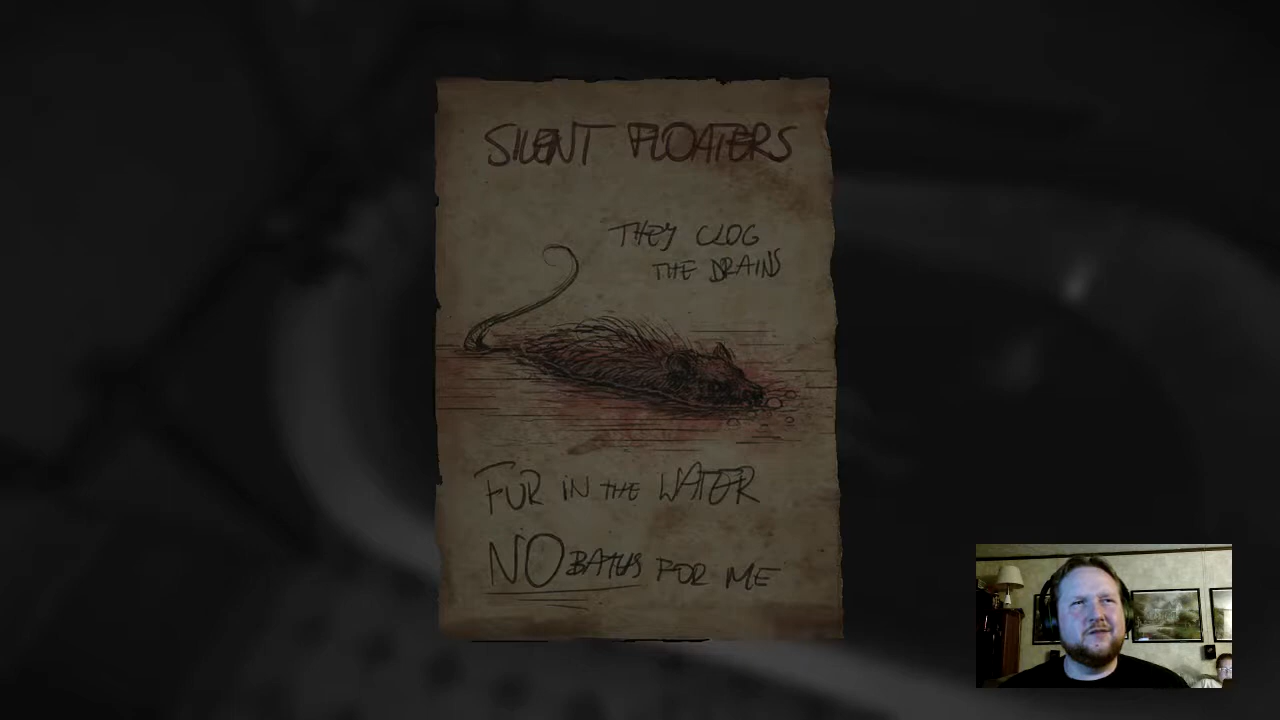 SILENT FLOATERS
THEY CLOG
THE DRAINS
FUR IN THE WATER
NO BATHS FOR ME